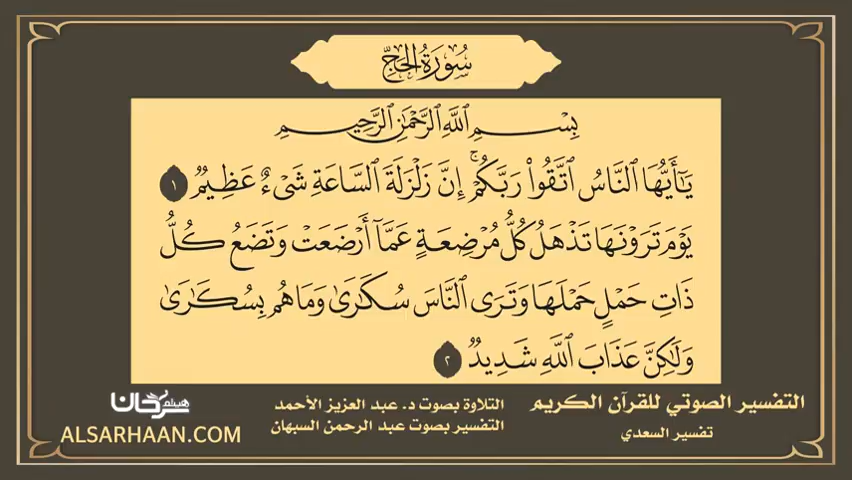 سُورَةُ الحَجِّ
بِسْمِ ٱللَّهِ ٱلرَّحْمَٰنِ ٱلرَّحِيمِ
يَٰٓأَيُّهَا ٱلنَّاسُ ٱتَّقُوا۟ رَبَّكُمْ ۚ إِنَّ زَلْزَلَةَ ٱلسَّاعَةِ شَىْءٌ عَظِيمٌ ١
يَوْمَ تَرَوْنَهَا تَذْهَلُ كُلُّ مُرْضِعَةٍ عَمَّآ أَرْضَعَتْ وَتَضَعُ كُلُّ
ذَاتِ حَمْلٍ حَمْلَهَا وَتَرَى ٱلنَّاسَ سُكَٰرَىٰ وَمَا هُم بِسُكَٰرَىٰ
وَلَٰكِنَّ عَذَابَ ٱللَّهِ شَدِيدٌ ٢
التفسير الصوتي للقرآن الكريم
تفسير السعدي
التلاوة بصوت د. عبد العزيز الأحمد
التفسير بصوت عبد الرحمن السبهان
هيثم سرحان
ALSARHAAN.COM